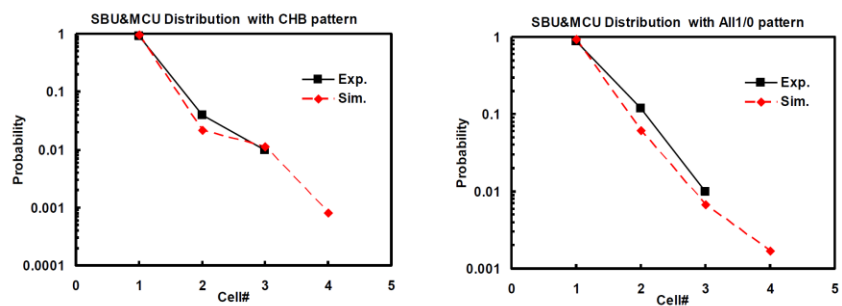 SBU&MCU Distribution with CHB pattern
1
0.1
0.01
0.001
0.0001
Probability
Exp.
Sim.
0 1 2 3 4 5
Cell#
SBU&MCU Distribution with All1/0 pattern
1
0.1
0.01
0.001
Probability
Exp.
Sim.
0 1 2 3 4 5
Cell#